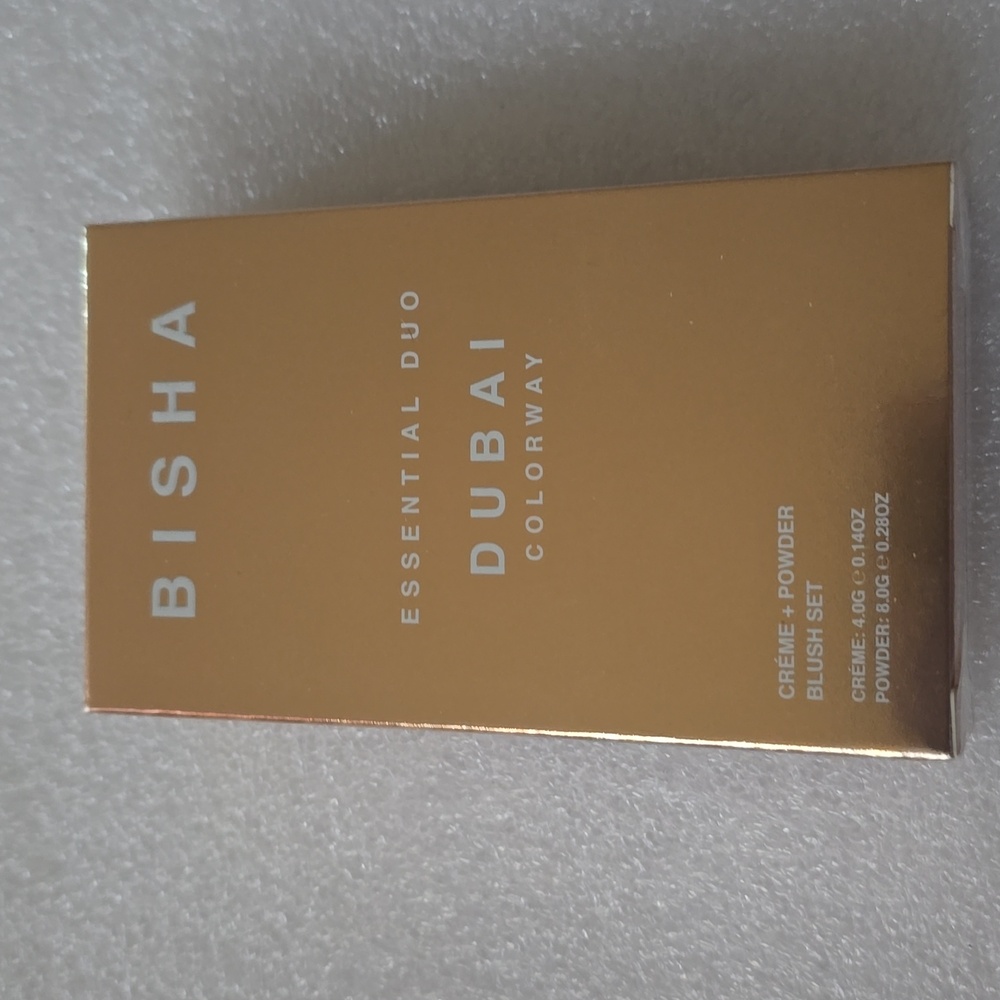 BISHA
ESSENTIAL DUO
DUBAI
COLORWAY
CRÉME + POWDER
BLUSH SET
CRÉME: 4.0G ℮ 0.14OZ
POWDER: 8.0G ℮ 0.28OZ